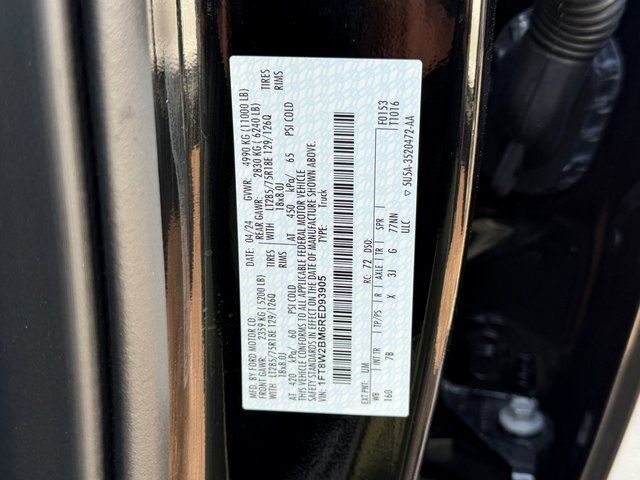 MFD. BY FORD MOTOR CO. DATE: 04/24 GVWR: 4990 KG (11000 LB)
FRONT GAWR: 2359 KG (5200 LB) REAR GAWR: 2830 KG (6240 LB)
WITH LT285/75R18E 129/126Q TIRES WITH LT285/75R18E 129/126Q TIRES
18x8.0J RIMS 18x8.0J RIMS
AT 420 kPa/ 60 PSI COLD AT 450 kPa/ 65 PSI COLD
THIS VEHICLE CONFORMS TO ALL APPLICABLE FEDERAL MOTOR VEHICLE
SAFETY STANDARDS IN EFFECT ON THE DATE OF MANUFACTURE SHOWN ABOVE.
VIN: 1FT8W2BM6RED93905 TYPE: Truck
F0153
T1016
EXT PNT: UM RC: 72 DSO:
WB INT TR TP/PS R AXLE TR SPR
160 7B X 3J G 77NN
ULC
▽ 5U5A-3520472-AA